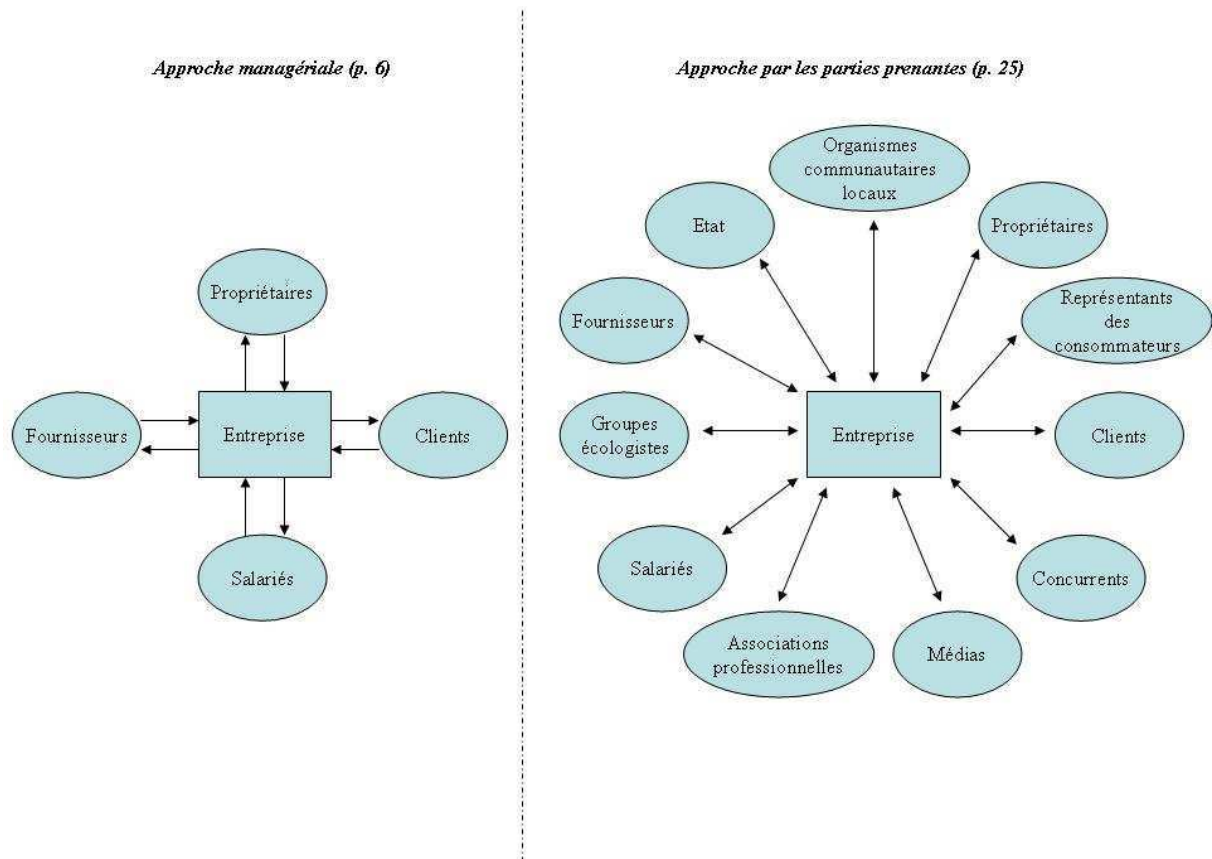 Approche managériale (p. 6)
Propriétaires
Fournisseurs
Entreprise
Clients
Salariés
Approche par les parties prenantes (p. 25)
Organismes
communautaires
locaux
Etat
Propriétaires
Fournisseurs
Représentants
des
consommateurs
Groupes
écologistes
Entreprise
Clients
Salariés
Concurrents
Associations
professionnelles
Médias